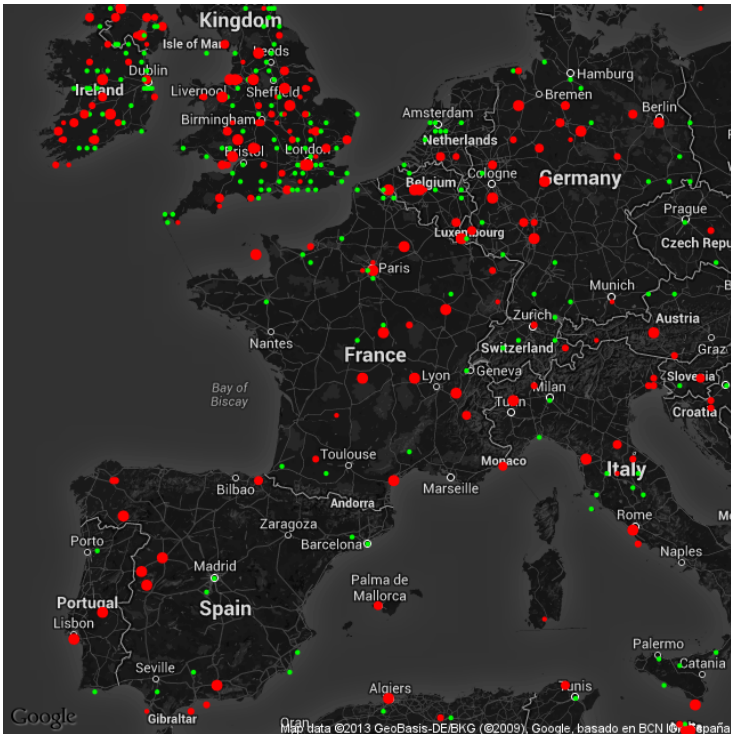 Kingdom
Isle of Man
Leeds
Dublin
Ireland
Liverpool
Sheffield
Hamburg
Bremen
Berlin
Amsterdam
Birmingham
Netherlands
Bristol
London
Belgium
Cologne
Germany
Prague
Luxembourg
Czech Repu
Paris
Munich
Nantes
Zurich
Austria
France
Switzerland
Graz
Geneva
Lyon
Slovenia
Milan
Bay of
Biscay
Turin
Croatia
Toulouse
Monaco
Italy
Bilbao
Marseille
Andorra
Zaragoza
Rome
Porto
Barcelona
Naples
Madrid
Palma de
Mallorca
Portugal
Spain
Lisbon
Palermo
Seville
Catania
Algiers
Tunis
Google
Gibraltar
Oran
Map data ©2013 GeoBasis-DE/BKG (©2009), Google, basado en BCN IGN España